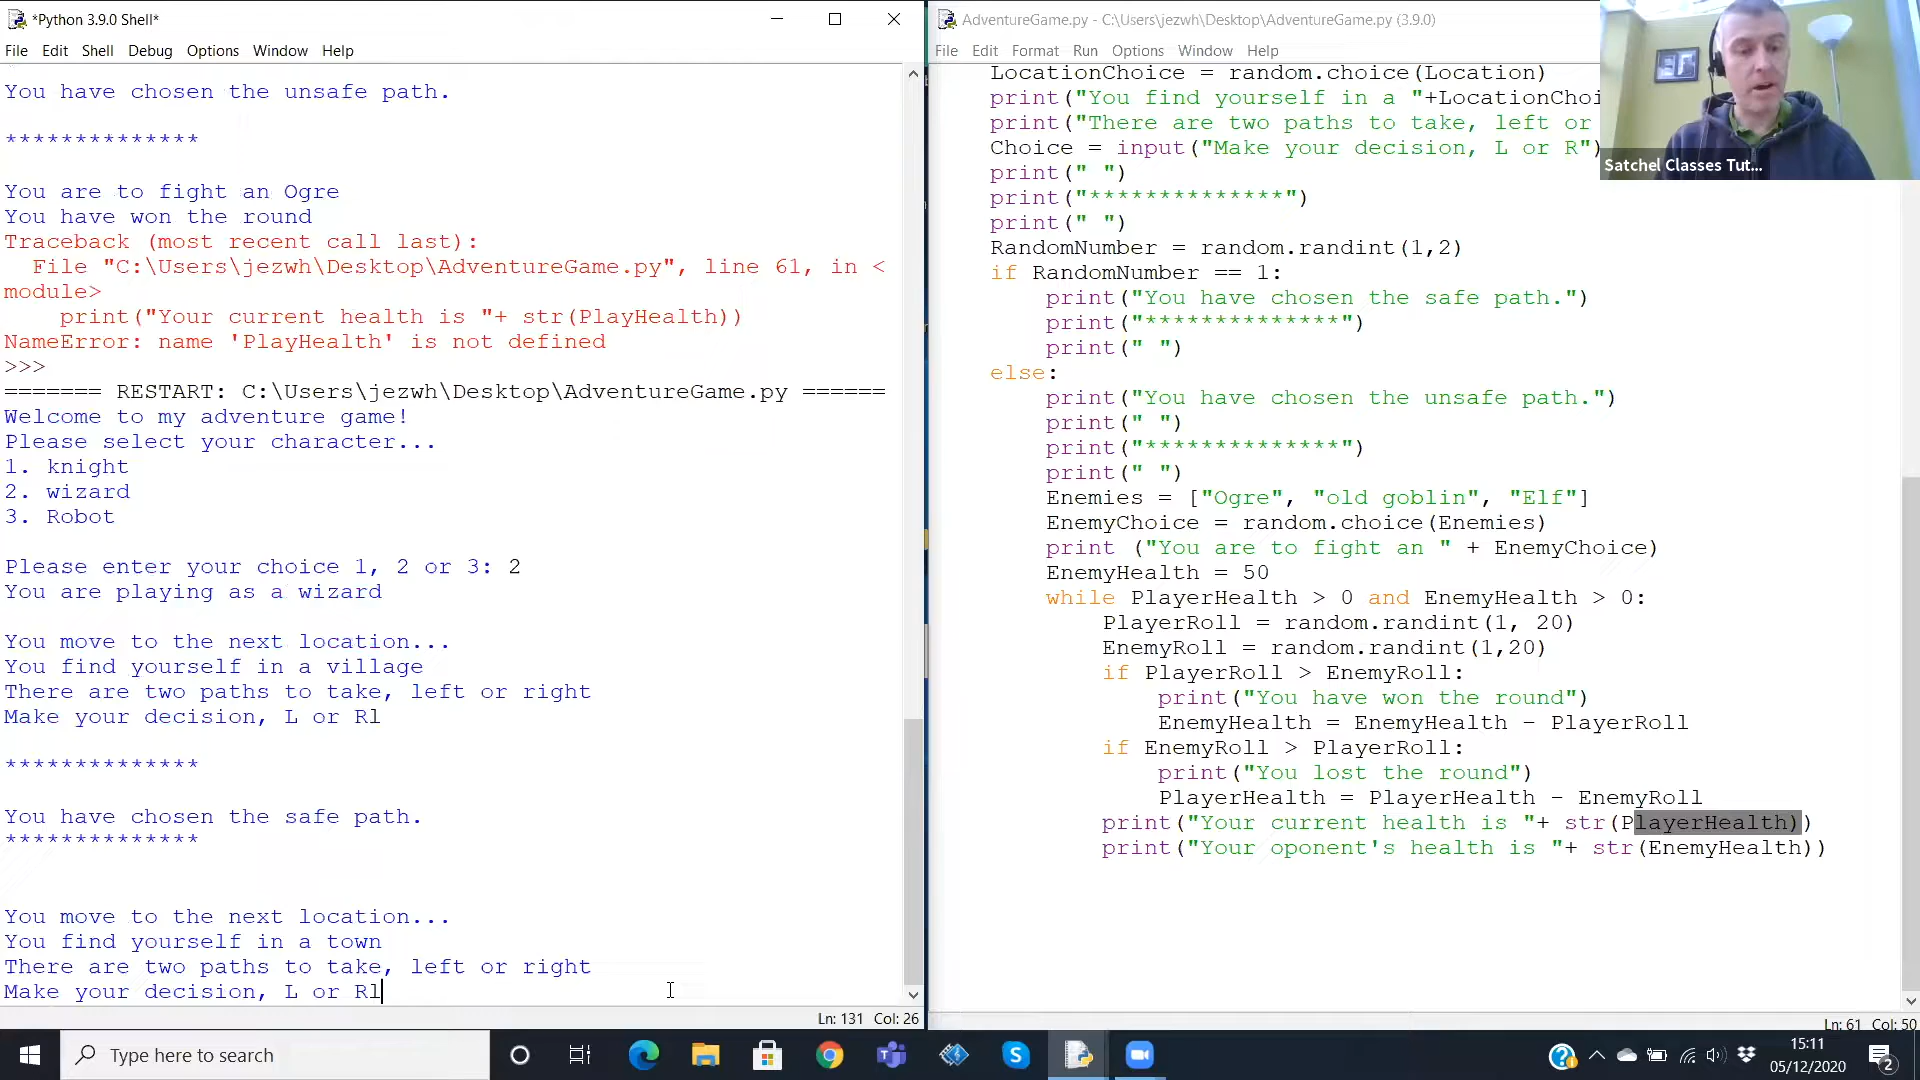 *Python 3.9.0 Shell*
File Edit Shell Debug Options Window Help
You have chosen the unsafe path.
**************
You are to fight an Ogre
You have won the round
Traceback (most recent call last):
File "C:\Users\jezwh\Desktop\AdventureGame.py", line 61, in <
module>
print("Your current health is "+ str(PlayHealth))
NameError: name 'PlayHealth' is not defined
>>>
======= RESTART: C:\Users\jezwh\Desktop\AdventureGame.py ======
Welcome to my adventure game!
Please select your character...
1. knight
2. wizard
3. Robot
Please enter your choice 1, 2 or 3: 2
You are playing as a wizard
You move to the next location...
You find yourself in a village
There are two paths to take, left or right
Make your decision, L or Rl
**************
You have chosen the safe path.
**************
You move to the next location...
You find yourself in a town
There are two paths to take, left or right
Make your decision, L or Rl
Ln: 131 Col: 26
AdventureGame.py - C:\Users\jezwh\Desktop\AdventureGame.py (3.9.0)
File Edit Format Run Options Window Help
LocationChoice = random.choice(Location)
print("You find yourself in a "+LocationChoi
print("There are two paths to take, left or
Choice = input("Make your decision, L or R")
print(" ")
print("**************")
print(" ")
RandomNumber = random.randint(1,2)
if RandomNumber == 1:
print("You have chosen the safe path.")
print("**************")
print(" ")
else:
print("You have chosen the unsafe path.")
print(" ")
print("**************")
print(" ")
Enemies = ["Ogre", "old goblin", "Elf"]
EnemyChoice = random.choice(Enemies)
print ("You are to fight an " + EnemyChoice)
EnemyHealth = 50
while PlayerHealth > 0 and EnemyHealth > 0:
PlayerRoll = random.randint(1, 20)
EnemyRoll = random.randint(1,20)
if PlayerRoll > EnemyRoll:
print("You have won the round")
EnemyHealth = EnemyHealth - PlayerRoll
if EnemyRoll > PlayerRoll:
print("You lost the round")
PlayerHealth = PlayerHealth - EnemyRoll
print("Your current health is "+ str(PlayerHealth))
print("Your oponent's health is "+ str(EnemyHealth))
Ln: 61 Col: 50
Satchel Classes Tut...
Type here to search
15:11
05/12/2020
2